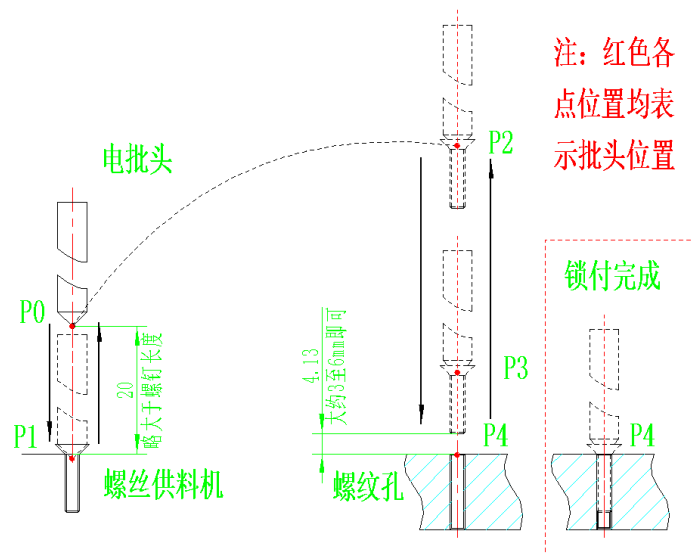 注：红色各
点位置均表
示批头位置
电批头
P2
锁付完成
P0
20
略大于螺钉长度
4.13
大约3至6mm即可
P3
P1
P4
P4
螺丝供料机
螺纹孔